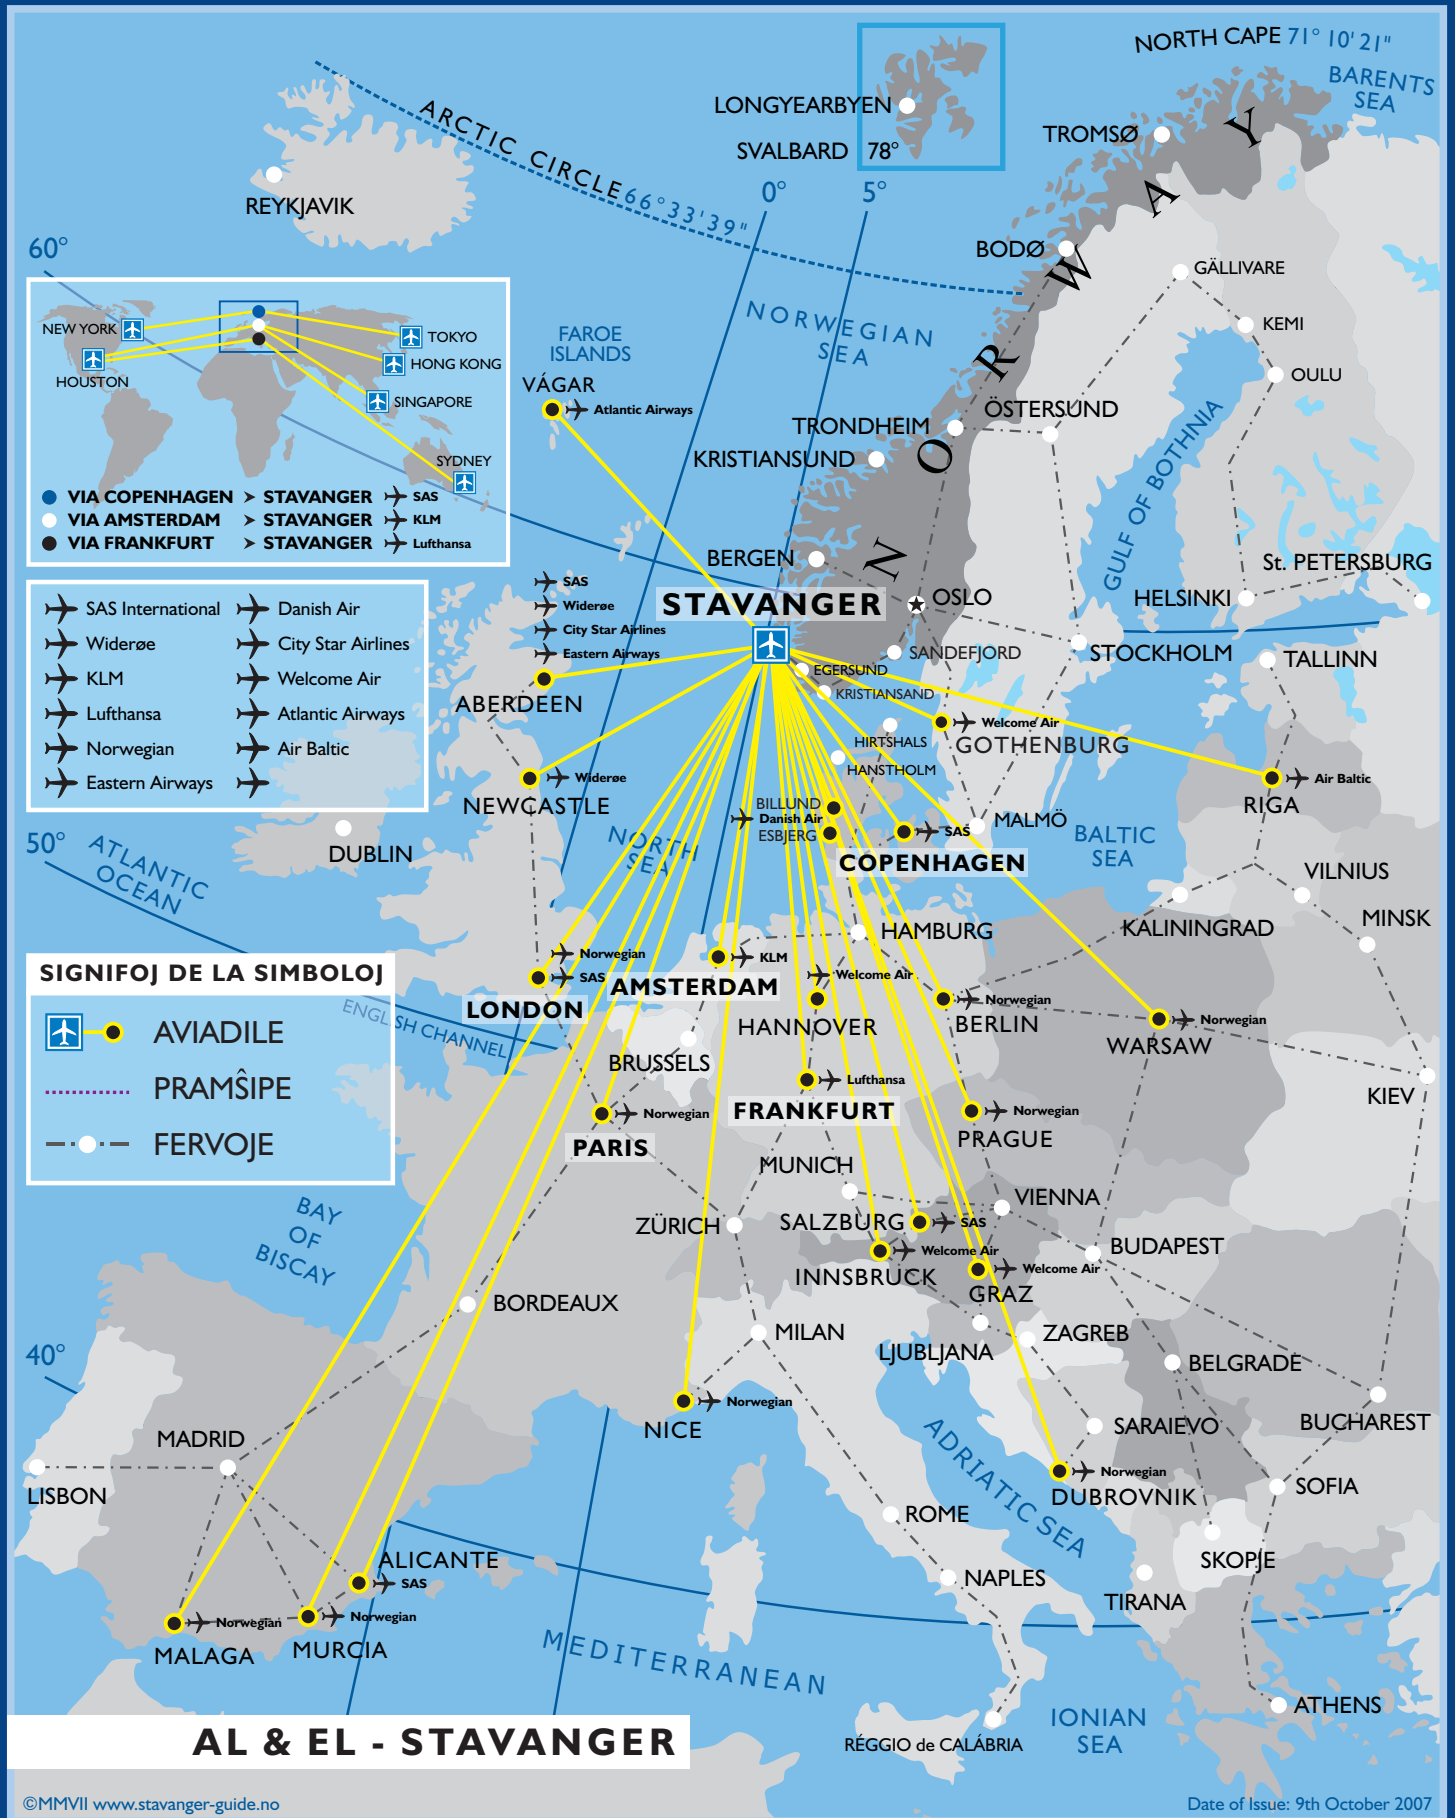 NORTH CAPE 71° 10' 21"
BARENTS
SEA
LONGYEARBYEN
SVALBARD 78°
TROMSØ
ARCTIC CIRCLE 66°33'39"
0°
5°
REYKJAVIK
60°
BODØ
GÄLLIVARE
NORWAY
NORWEGIAN
SEA
KEMI
OULU
FAROE
ISLANDS
VÁGAR
Atlantic Airways
NEW YORK
HOUSTON
TOKYO
HONG KONG
SINGAPORE
SYDNEY
VIA COPENHAGEN > STAVANGER SAS
VIA AMSTERDAM > STAVANGER KLM
VIA FRANKFURT > STAVANGER Lufthansa
ÖSTERSUND
TRONDHEIM
KRISTIANSUND
GULF OF BOTHNIA
BERGEN
St. PETERSBURG
SAS International
Danish Air
Widerøe
City Star Airlines
KLM
Welcome Air
Lufthansa
Atlantic Airways
Norwegian
Air Baltic
Eastern Airways
SAS
Widerøe
City Star Airlines
Eastern Airways
ABERDEEN
STAVANGER
OSLO
HELSINKI
SANDEFJORD
STOCKHOLM
TALLINN
EGERSUND
KRISTIANSAND
Welcome Air
GOTHENBURG
HIRTSHALS
HANSTHOLM
Widerøe
NEWCASTLE
Air Baltic
RIGA
BILLUND
Danish Air
ESBJERG
SAS
COPENHAGEN
MALMÖ
BALTIC
SEA
50°
ATLANTIC
OCEAN
DUBLIN
NORTH
SEA
VILNIUS
MINSK
KALININGRAD
HAMBURG
Norwegian
SAS
LONDON
KLM
AMSTERDAM
Welcome Air
HANNOVER
Norwegian
BERLIN
Norwegian
WARSAW
SIGNIFOJ DE LA SIMBOLOJ
AVIADILE
PRAMŜIPE
FERVOJE
ENGLISH CHANNEL
BRUSSELS
KIEV
Lufthansa
FRANKFURT
Norwegian
PARIS
Norwegian
PRAGUE
MUNICH
VIENNA
BAY
OF
BISCAY
ZÜRICH
SALZBURG
SAS
BUDAPEST
Welcome Air
INNSBRUCK
Welcome Air
GRAZ
BORDEAUX
MILAN
LJUBLJANA
ZAGREB
40°
BELGRADE
Norwegian
NICE
SARAIEVO
BUCHAREST
MADRID
LISBON
ADRIATIC SEA
Norwegian
DUBROVNIK
SOFIA
ROME
SKOPJE
ALICANTE
SAS
NAPLES
TIRANA
Norwegian
MALAGA
Norwegian
MURCIA
MEDITERRANEAN
ATHENS
IONIAN
SEA
RÉGGIO de CALÁBRIA
AL & EL - STAVANGER
©MMVII www.stavanger-guide.no
Date of Issue: 9th October 2007